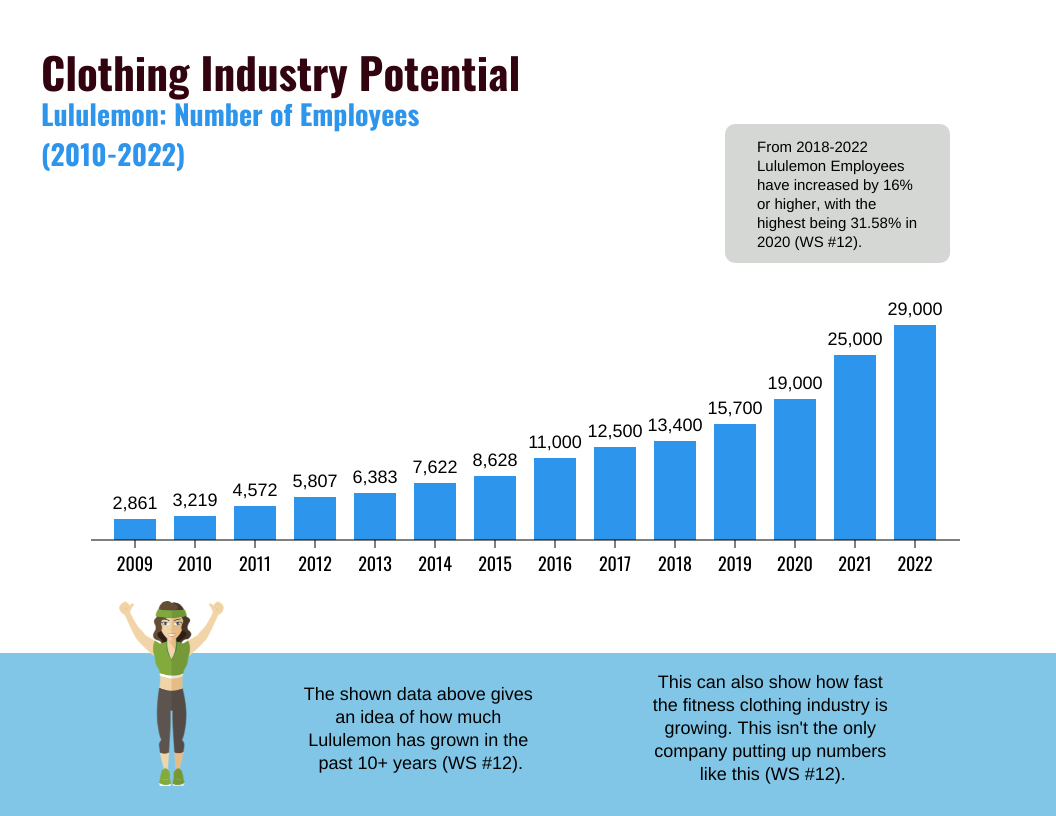 Clothing Industry Potential
Lululemon: Number of Employees
(2010-2022)
From 2018-2022
Lululemon Employees
have increased by 16%
or higher, with the
highest being 31.58% in
2020 (WS #12).
2,861
3,219
4,572
5,807
6,383
7,622
8,628
11,000
12,500
13,400
15,700
19,000
25,000
29,000
2009 2010 2011 2012 2013 2014 2015 2016 2017 2018 2019 2020 2021 2022
The shown data above gives
an idea of how much
Lululemon has grown in the
past 10+ years (WS #12).
This can also show how fast
the fitness clothing industry is
growing. This isn't the only
company putting up numbers
like this (WS #12).